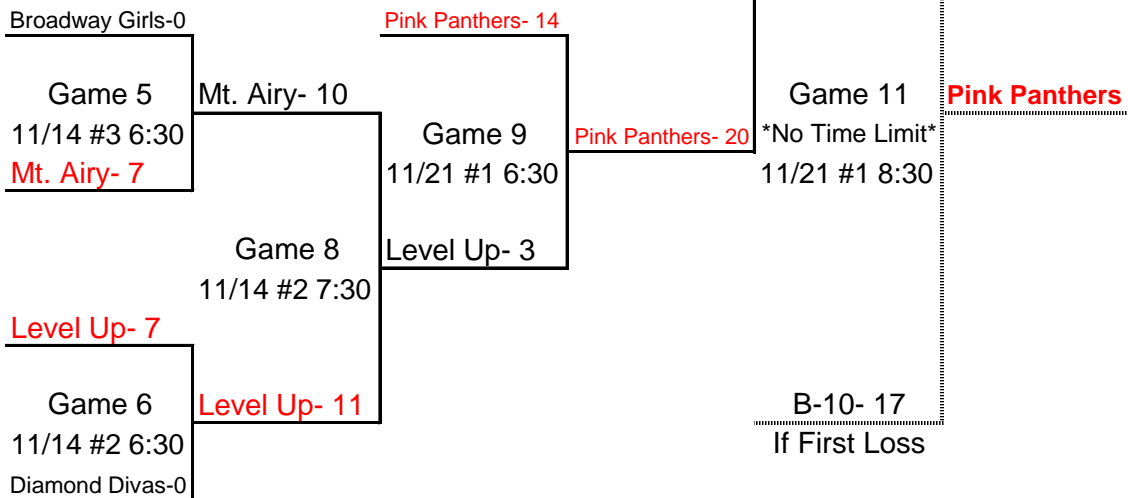 Broadway Girls-0
Game 5
11/14 #3 6:30
Mt. Airy- 7
Level Up- 7
Game 6
11/14 #2 6:30
Diamond Divas-0
Mt. Airy- 10
Game 8
11/14 #2 7:30
Level Up- 11
Pink Panthers- 14
Game 9
11/21 #1 6:30
Level Up- 3
Pink Panthers- 20
Game 11
*No Time Limit*
11/21 #1 8:30
B-10- 17
If First Loss
Pink Panthers